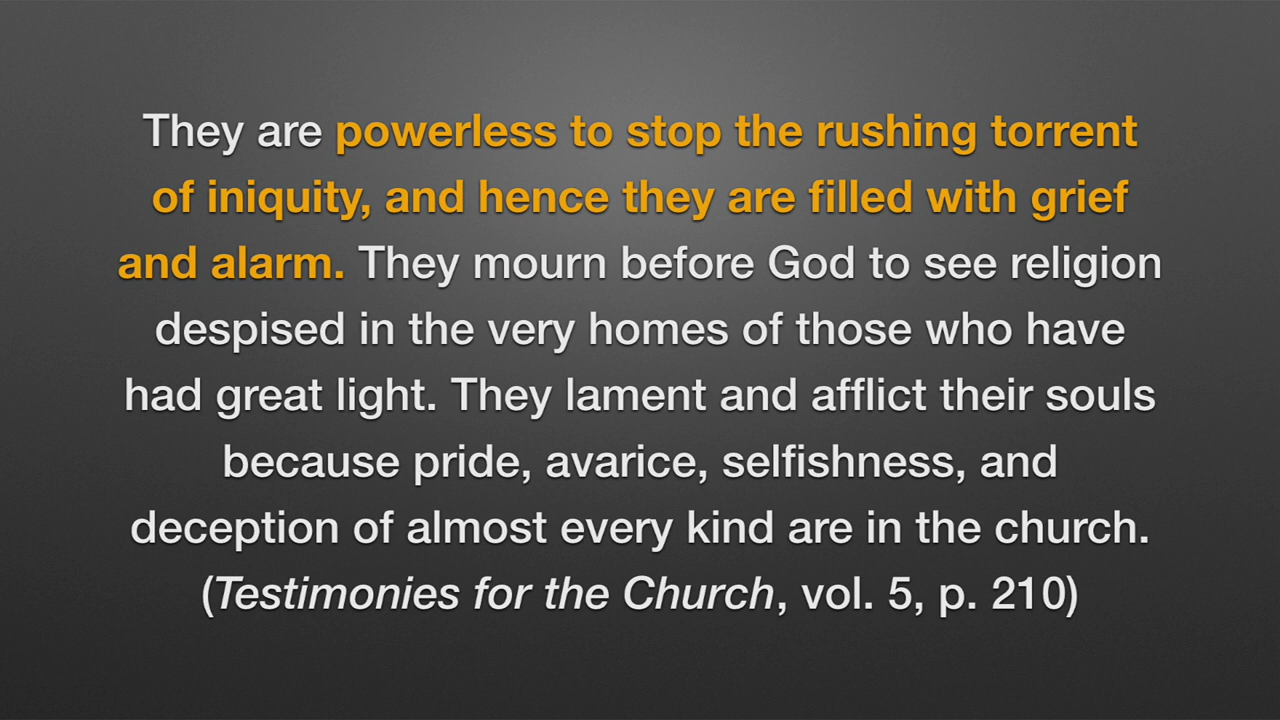 They are powerless to stop the rushing torrent
of iniquity, and hence they are filled with grief
and alarm. They mourn before God to see religion
despised in the very homes of those who have
had great light. They lament and afflict their souls
because pride, avarice, selfishness, and
deception of almost every kind are in the church.
(Testimonies for the Church, vol. 5, p. 210)